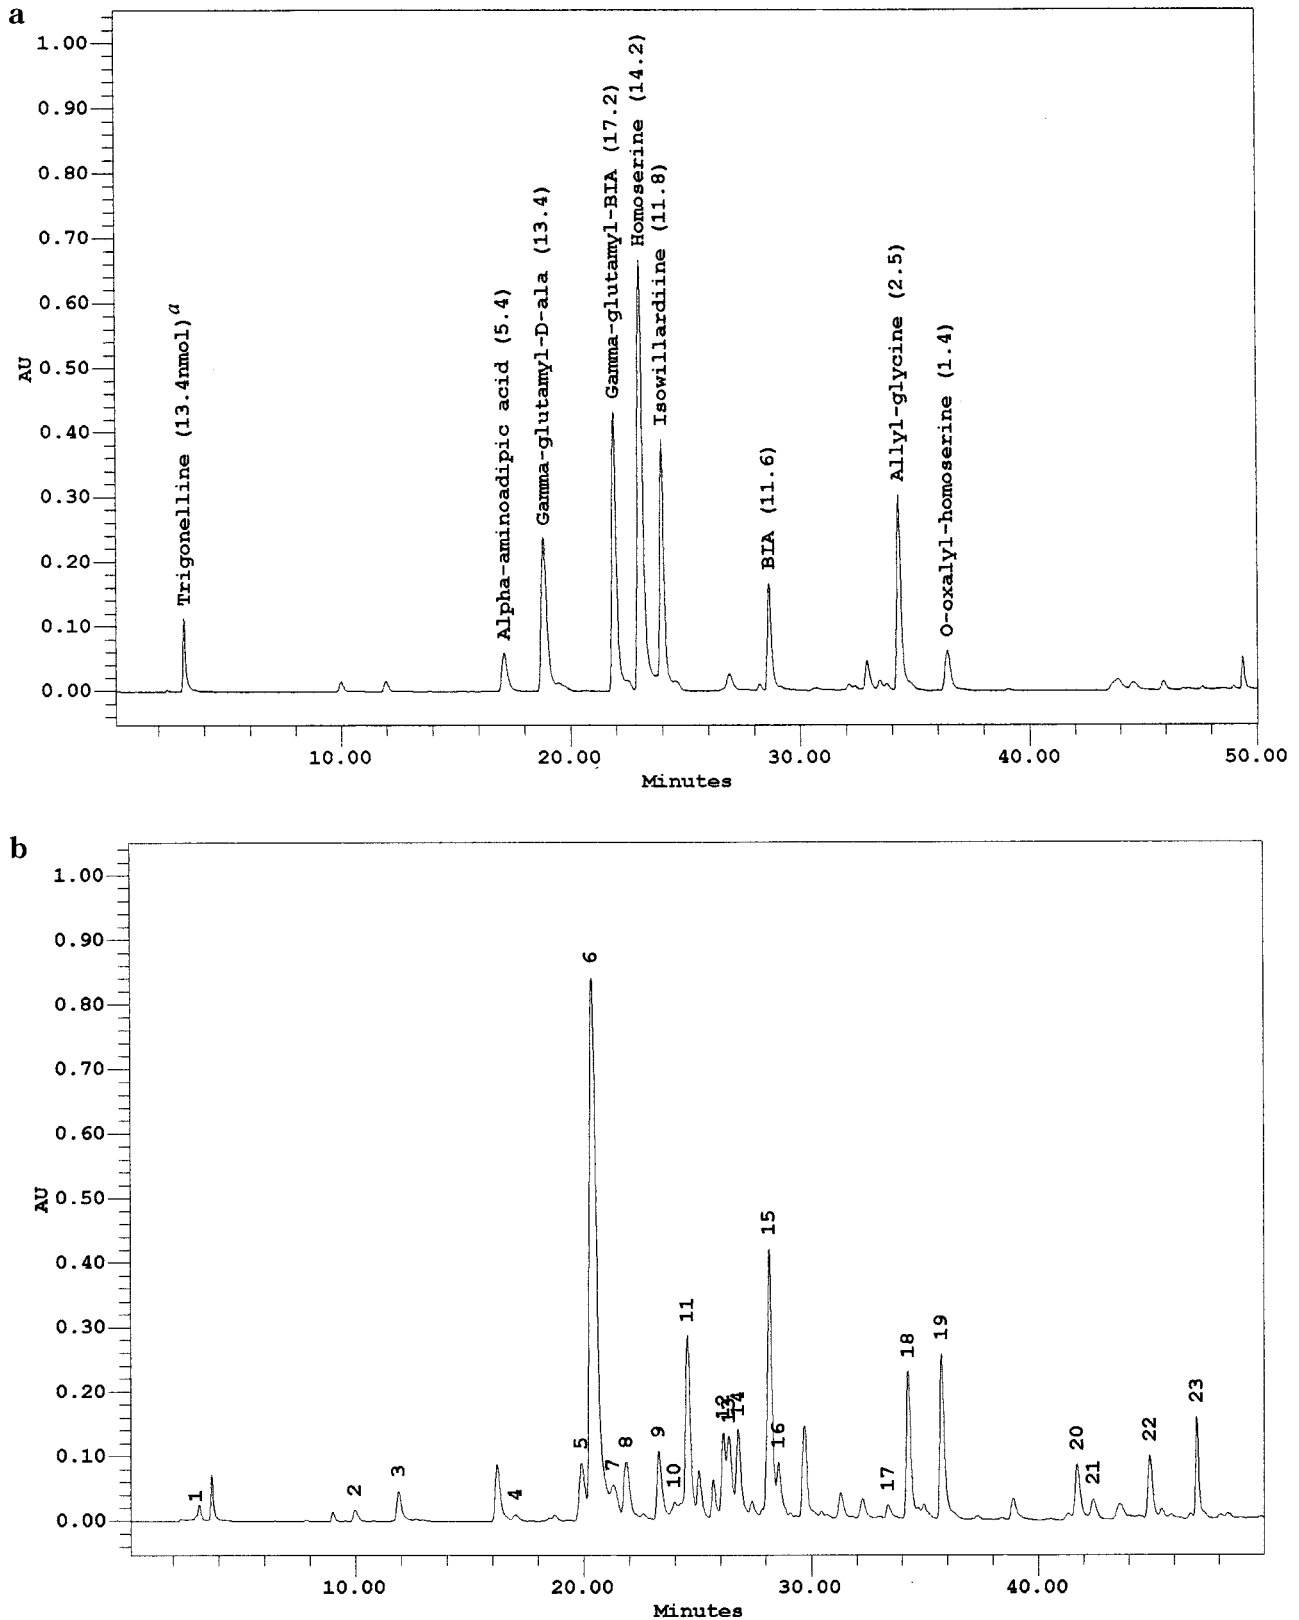 a
1.00
0.90
0.80
0.70
0.60
0.50
0.40
0.30
0.20
0.10
0.00
AU
Trigonelline (13.4nmol)a
Alpha-aminoadipic acid (5.4)
Gamma-glutamyl-D-ala (13.4)
Gamma-glutamyl-BIA (17.2)
Homoserine (14.2)
Isowillardiine (11.8)
BIA (11.6)
Allyl-glycine (2.5)
O-oxalyl-homoserine (1.4)
10.00 20.00 30.00 40.00 50.00
Minutes
b
1.00
0.90
0.80
0.70
0.60
0.50
0.40
0.30
0.20
0.10
0.00
AU
1
2
3
4
5
6
7
8
9
10
11
12
13
14
15
16
17
18
19
20
21
22
23
10.00 20.00 30.00 40.00
Minutes